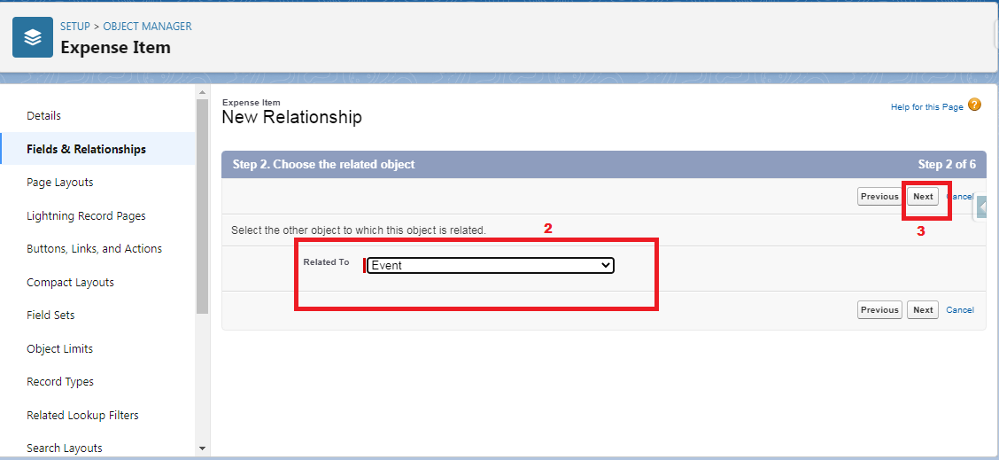 SETUP > OBJECT MANAGER
Expense Item
Details
Fields & Relationships
Page Layouts
Lightning Record Pages
Buttons, Links, and Actions
Compact Layouts
Field Sets
Object Limits
Record Types
Related Lookup Filters
Search Layouts
Expense Item
New Relationship
Help for this Page ?
Step 2. Choose the related object Step 2 of 6
Previous Next Cancel
3
Select the other object to which this object is related.
2
Related To Event
Previous Next Cancel